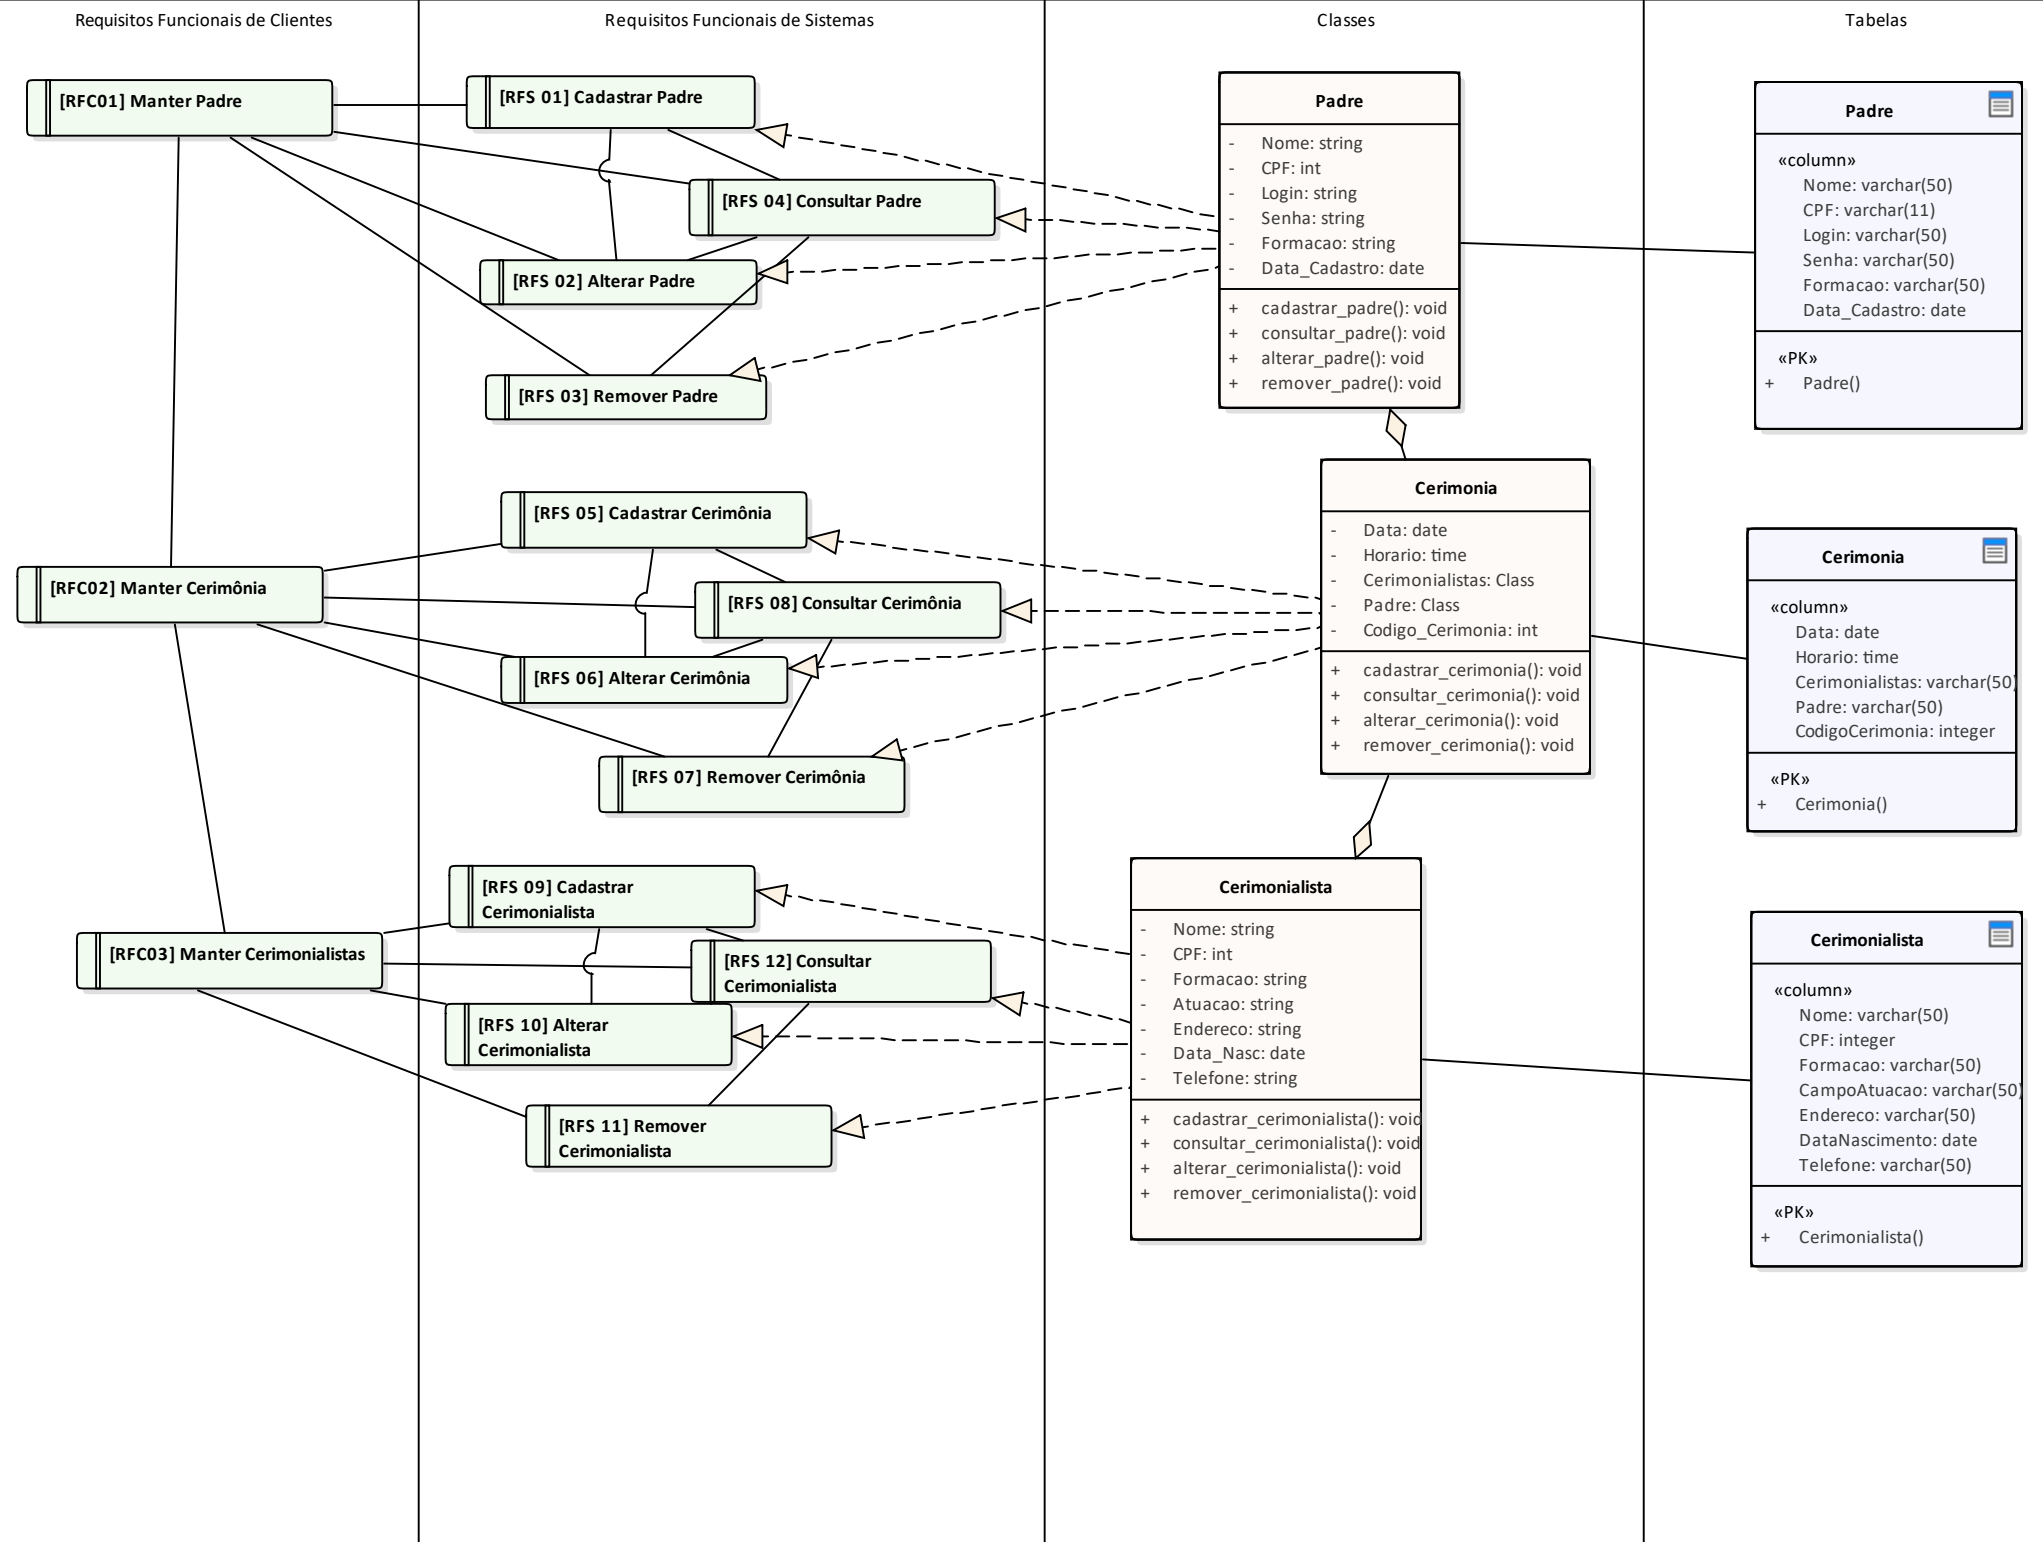 Requisitos Funcionais de Clientes
Requisitos Funcionais de Sistemas
Classes
Tabelas
[RFC01] Manter Padre
[RFC02] Manter Cerimônia
[RFC03] Manter Cerimonialistas
[RFS 01] Cadastrar Padre
[RFS 04] Consultar Padre
[RFS 02] Alterar Padre
[RFS 03] Remover Padre
[RFS 05] Cadastrar Cerimônia
[RFS 08] Consultar Cerimônia
[RFS 06] Alterar Cerimônia
[RFS 07] Remover Cerimônia
[RFS 09] Cadastrar
Cerimonialista
[RFS 12] Consultar
Cerimonialista
[RFS 10] Alterar
Cerimonialista
[RFS 11] Remover
Cerimonialista
Padre
- Nome: string
- CPF: int
- Login: string
- Senha: string
- Formacao: string
- Data_Cadastro: date
+ cadastrar_padre(): void
+ consultar_padre(): void
+ alterar_padre(): void
+ remover_padre(): void
Cerimonia
- Data: date
- Horario: time
- Cerimonialistas: Class
- Padre: Class
- Codigo_Cerimonia: int
+ cadastrar_cerimonia(): void
+ consultar_cerimonia(): void
+ alterar_cerimonia(): void
+ remover_cerimonia(): void
Cerimonialista
- Nome: string
- CPF: int
- Formacao: string
- Atuacao: string
- Endereco: string
- Data_Nasc: date
- Telefone: string
+ cadastrar_cerimonialista(): void
+ consultar_cerimonialista(): void
+ alterar_cerimonialista(): void
+ remover_cerimonialista(): void
Padre
«column»
Nome: varchar(50)
CPF: varchar(11)
Login: varchar(50)
Senha: varchar(50)
Formacao: varchar(50)
Data_Cadastro: date
«PK»
+ Padre()
Cerimonia
«column»
Data: date
Horario: time
Cerimonialistas: varchar(50)
Padre: varchar(50)
CodigoCerimonia: integer
«PK»
+ Cerimonia()
Cerimonialista
«column»
Nome: varchar(50)
CPF: integer
Formacao: varchar(50)
CampoAtuacao: varchar(50)
Endereco: varchar(50)
DataNascimento: date
Telefone: varchar(50)
«PK»
+ Cerimonialista()